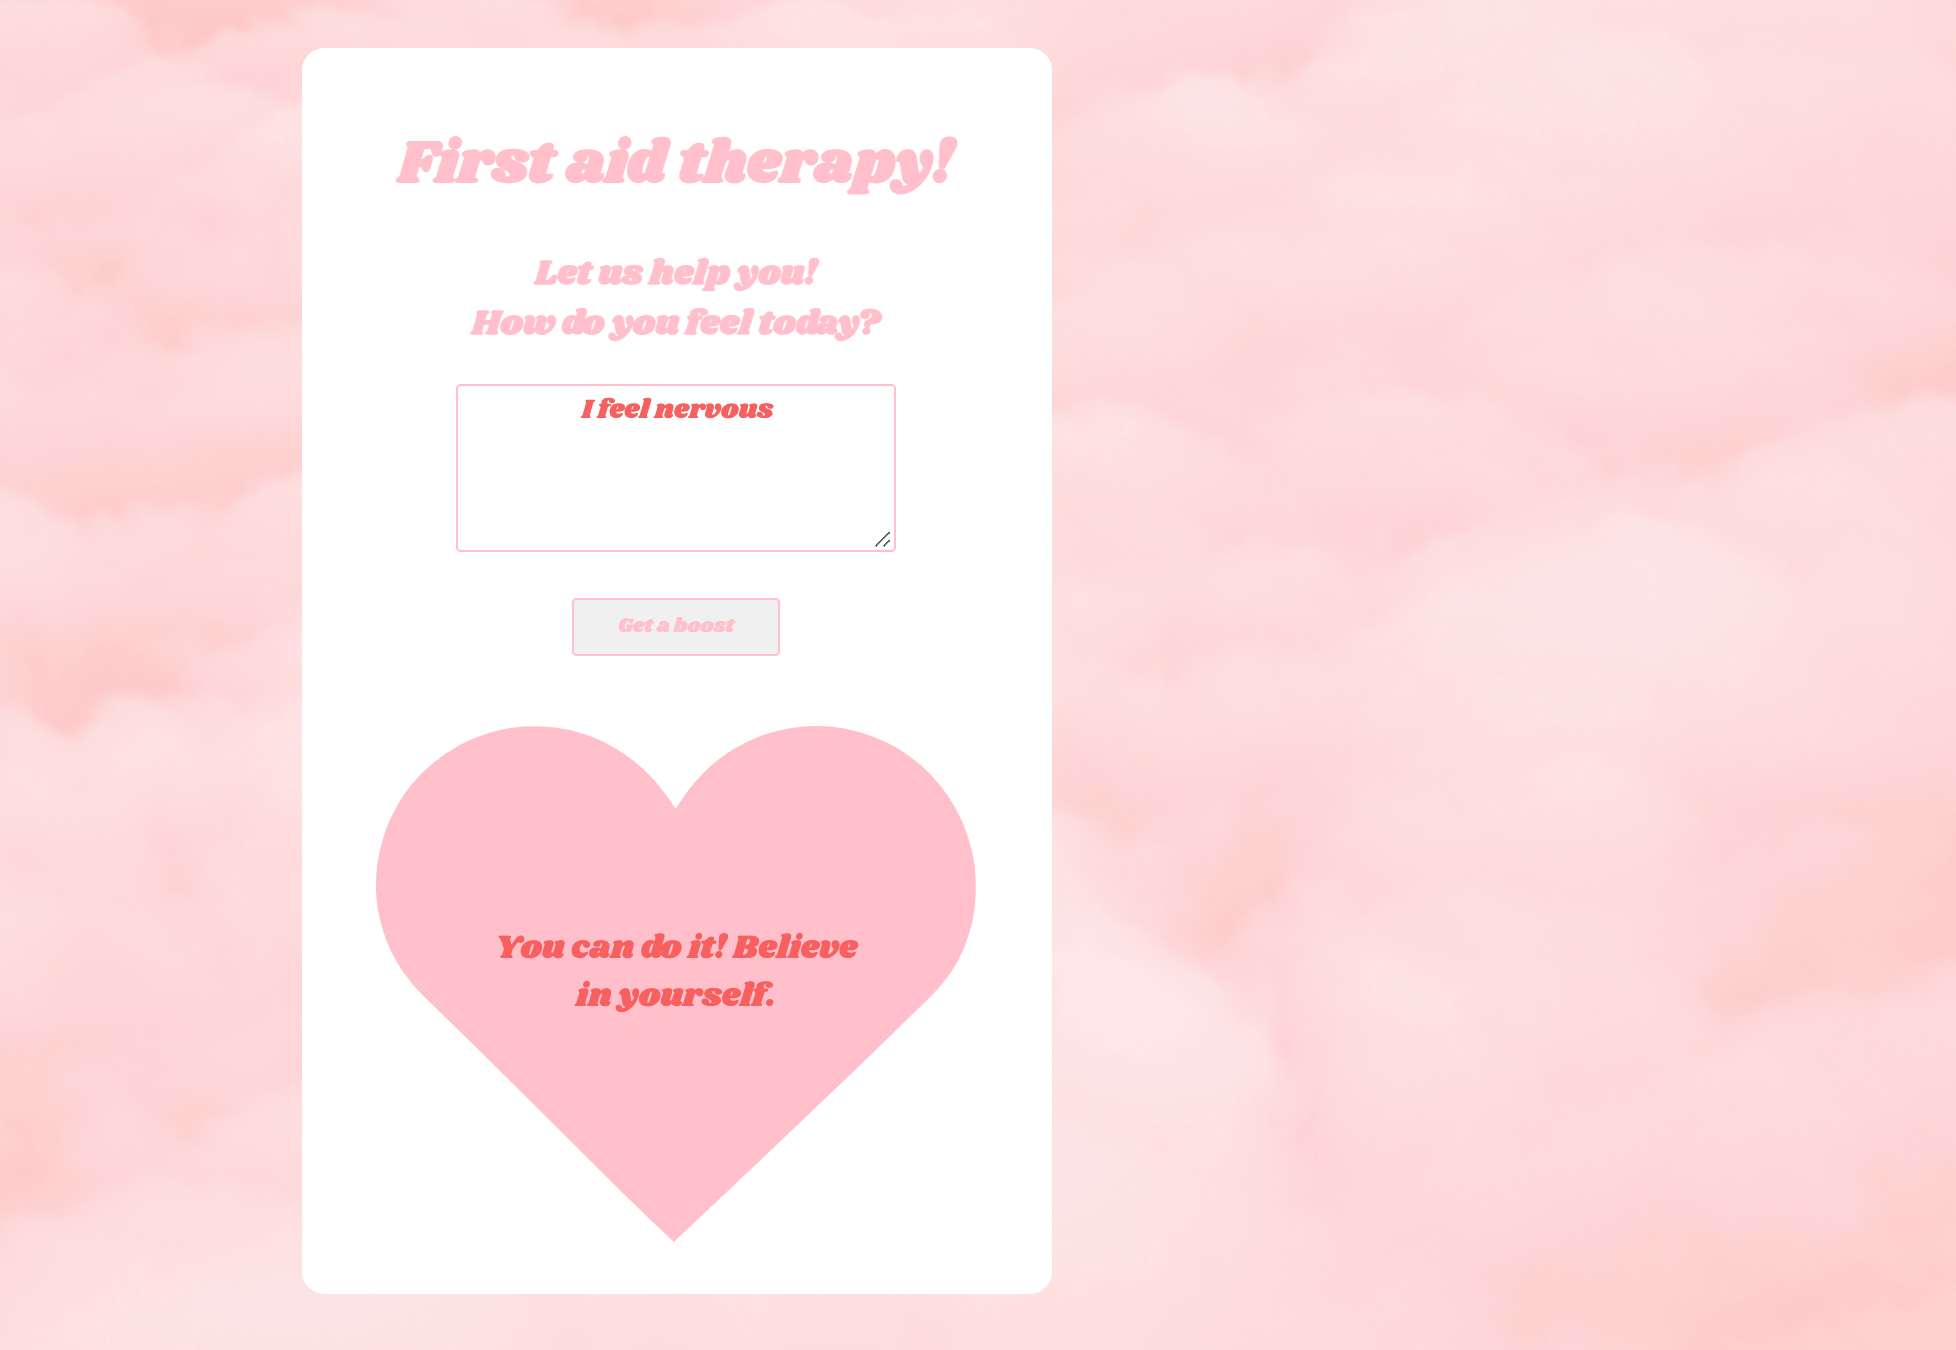 First aid therapy!
Let us help you!
How do you feel today?
I feel nervous
Get a boost
You can do it! Believe
in yourself.